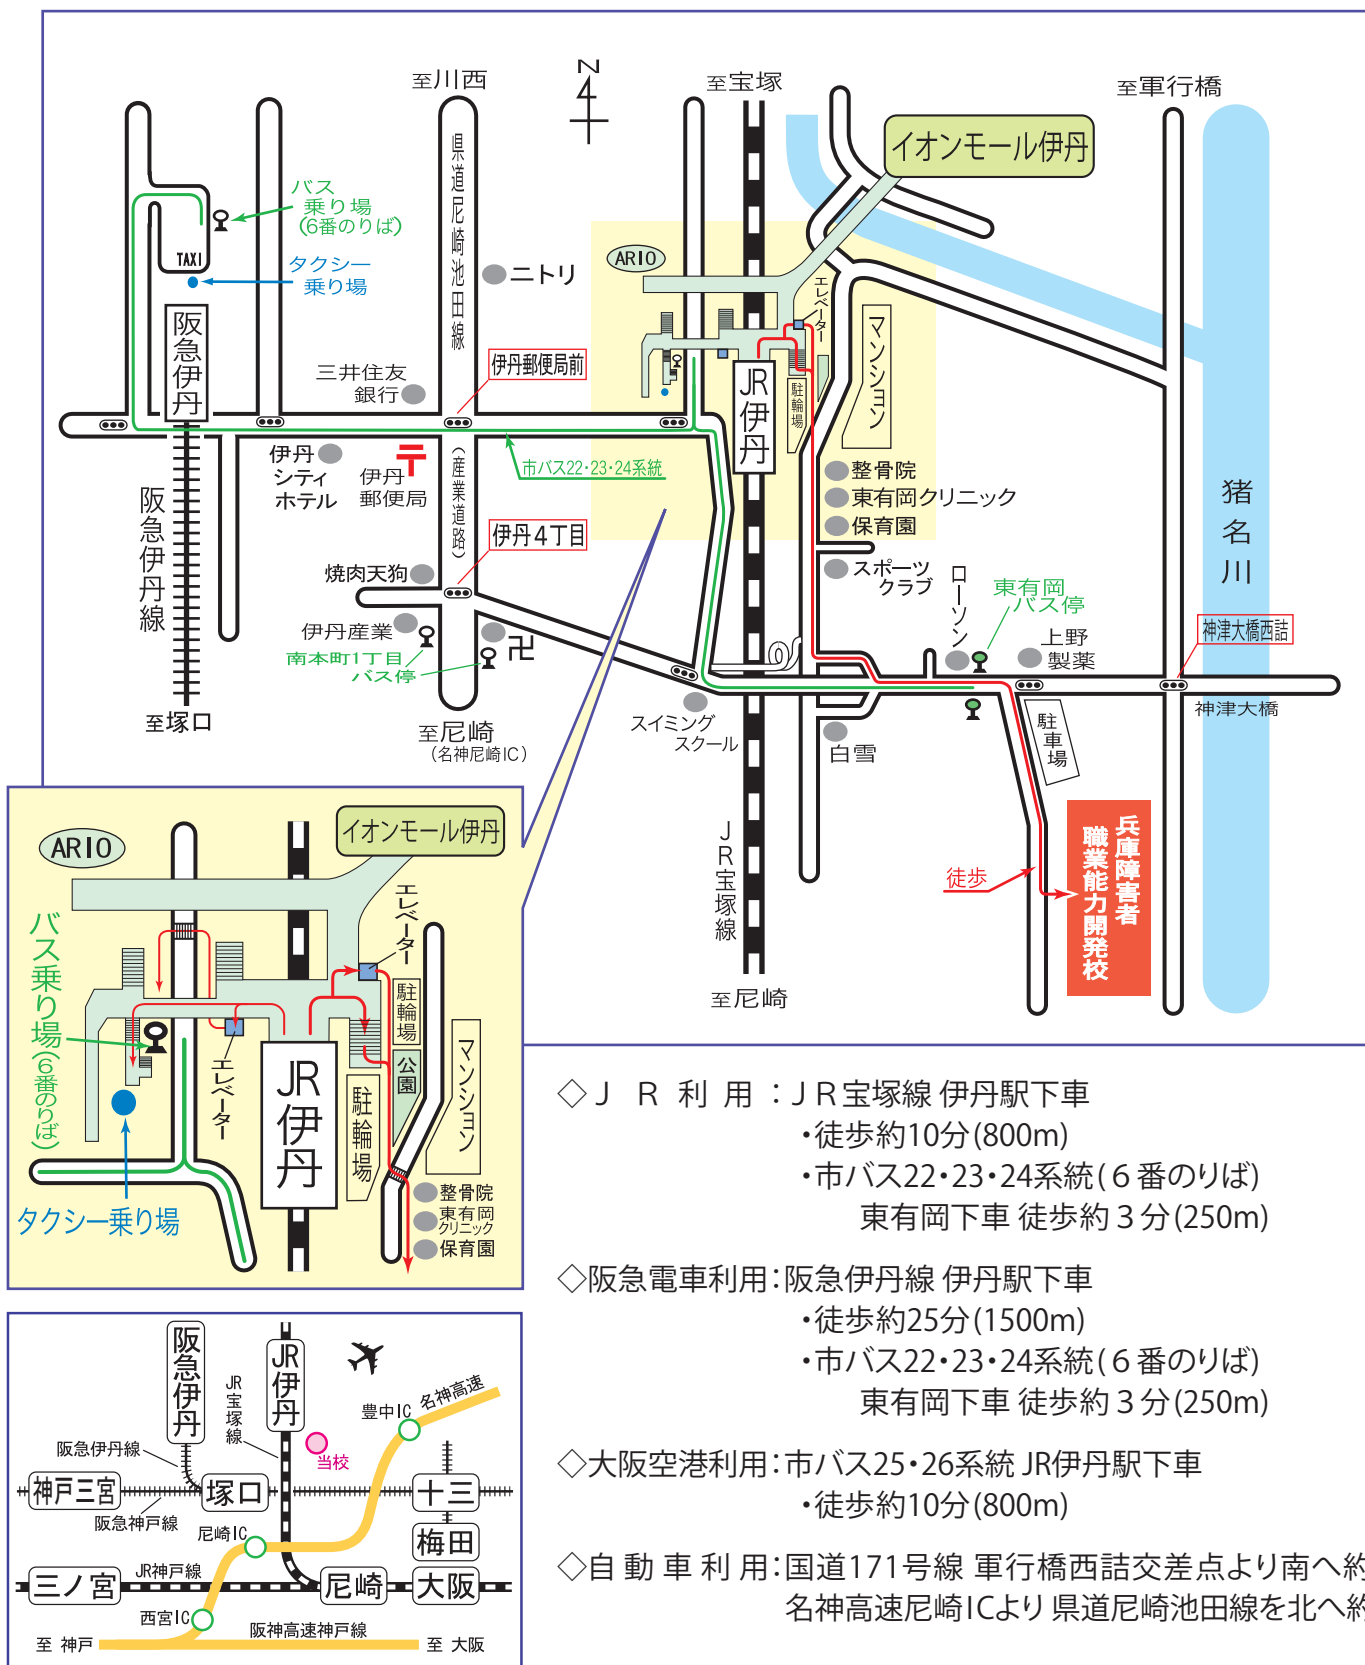 至川西
N
至宝塚
至軍行橋
イオンモール伊丹
県道尼崎池田線
バス
乗り場
(6番のりば)
TAXI
タクシー
乗り場
ニトリ
ARIO
エレベーター
マンション
阪急伊丹
三井住友
銀行
伊丹郵便局前
JR伊丹
駐輪場
伊丹
シティ
ホテル
伊丹
郵便局
(産業道路)
市バス22・23・24系統
整骨院
東有岡クリニック
保育園
猪名川
阪急伊丹線
伊丹4丁目
焼肉天狗
スポーツ
クラブ
ローソン
東有岡
バス停
上野
製薬
神津大橋西詰
伊丹産業
南本町1丁目
バス停
卍
至塚口
至尼崎
(名神尼崎IC)
スイミング
スクール
白雪
駐車場
神津大橋
JR宝塚線
徒歩
兵庫障害者
職業能力開発校
至尼崎
ARIO
イオンモール伊丹
エレベーター
バス乗り場(6番のりば)
駐輪場
公園
マンション
エレベーター
JR伊丹
駐輪場
タクシー乗り場
整骨院
東有岡
クリニック
保育園
◇JR利用:JR宝塚線 伊丹駅下車
・徒歩約10分(800m)
・市バス22・23・24系統(6番のりば)
東有岡下車 徒歩約3分(250m)
◇阪急電車利用:阪急伊丹線 伊丹駅下車
・徒歩約25分(1500m)
・市バス22・23・24系統(6番のりば)
東有岡下車 徒歩約3分(250m)
◇大阪空港利用:市バス25・26系統 JR伊丹駅下車
・徒歩約10分(800m)
◇自動車利用:国道171号線 軍行橋西詰交差点より南へ約
名神高速尼崎ICより 県道尼崎池田線を北へ約
阪急伊丹
JR伊丹
JR宝塚線
豊中IC
名神高速
阪急伊丹線
当校
神戸三宮
塚口
十三
阪急神戸線
尼崎IC
梅田
JR神戸線
三ノ宮
尼崎
大阪
西宮IC
阪神高速神戸線
至 神戸
至 大阪